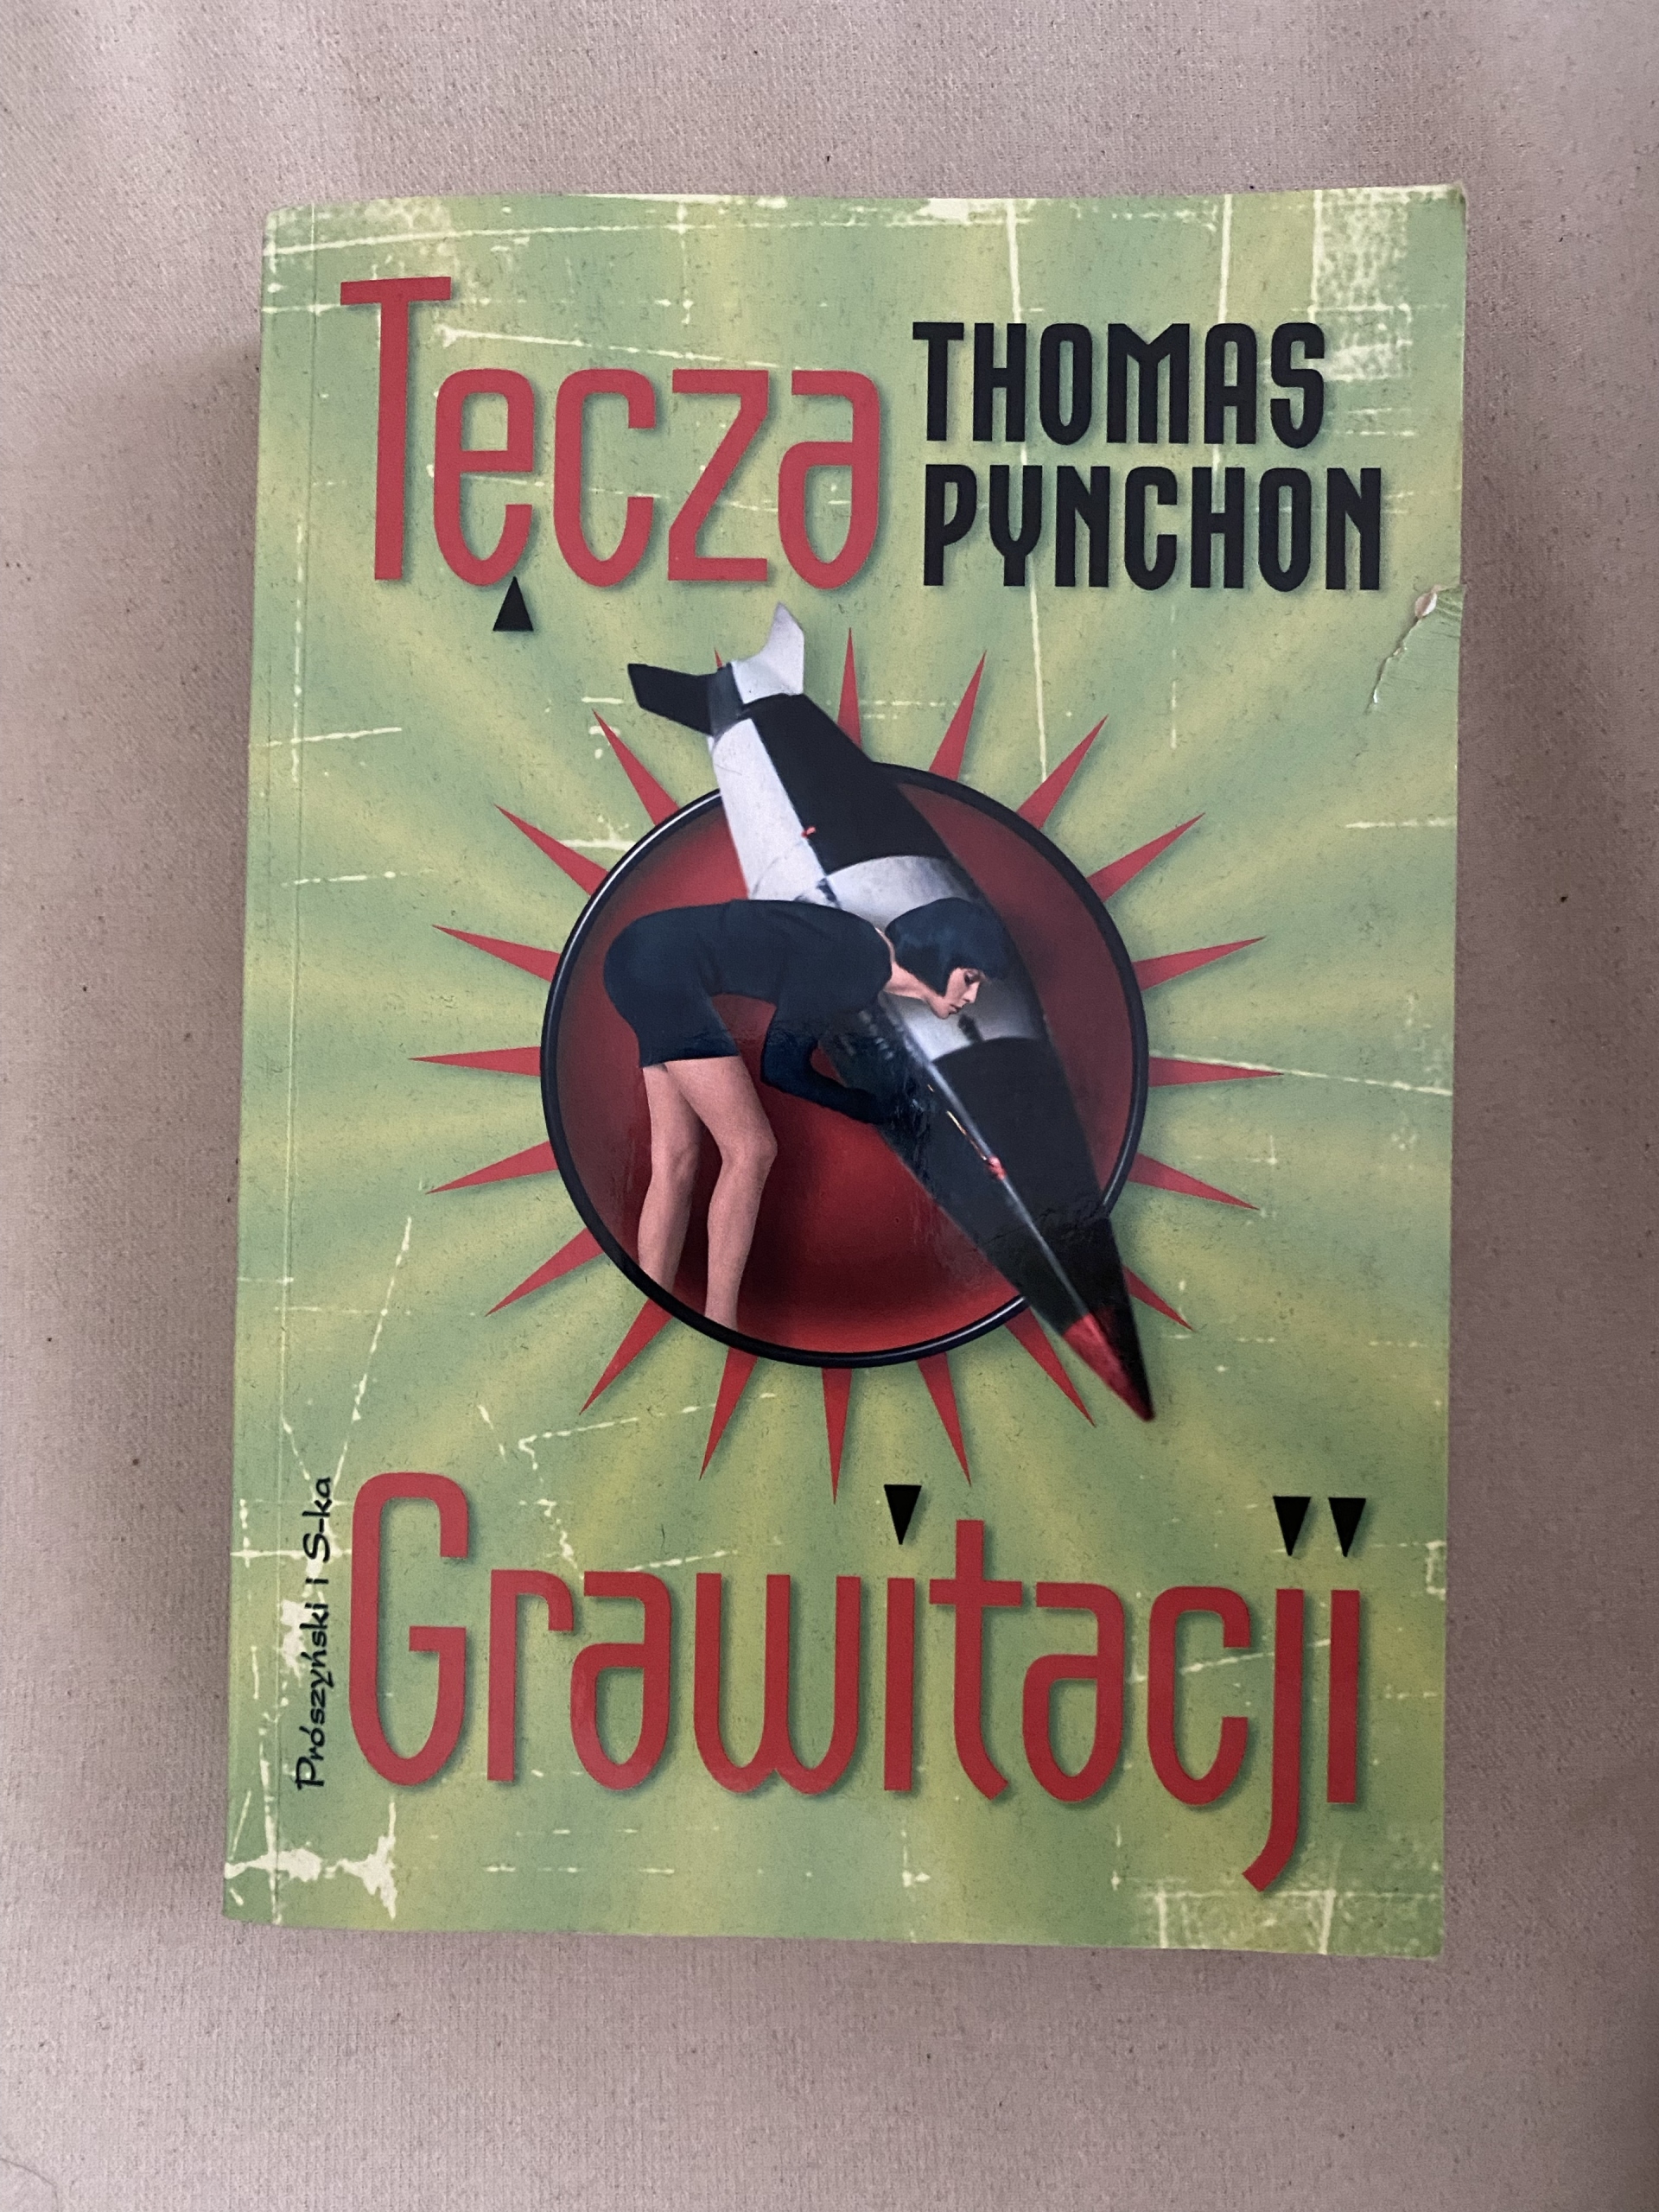 Tęcza
THOMAS
PYNCHON
Grawitacji
Prószyński i S-ka